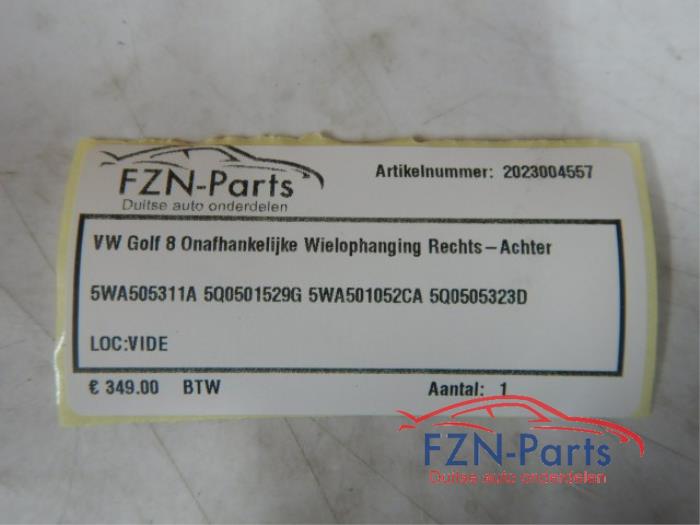 FZN-Parts
Duitse auto onderdelen
Artikelnummer: 2023004557
VW Golf 8 Onafhankelijke Wielophanging Rechts-Achter
5WA505311A 5Q0501529G 5WA501052CA 5Q0505323D
LOC:VIDE
€ 349.00 BTW
Aantal: 1
FZN-Parts
Duitse auto onderdelen